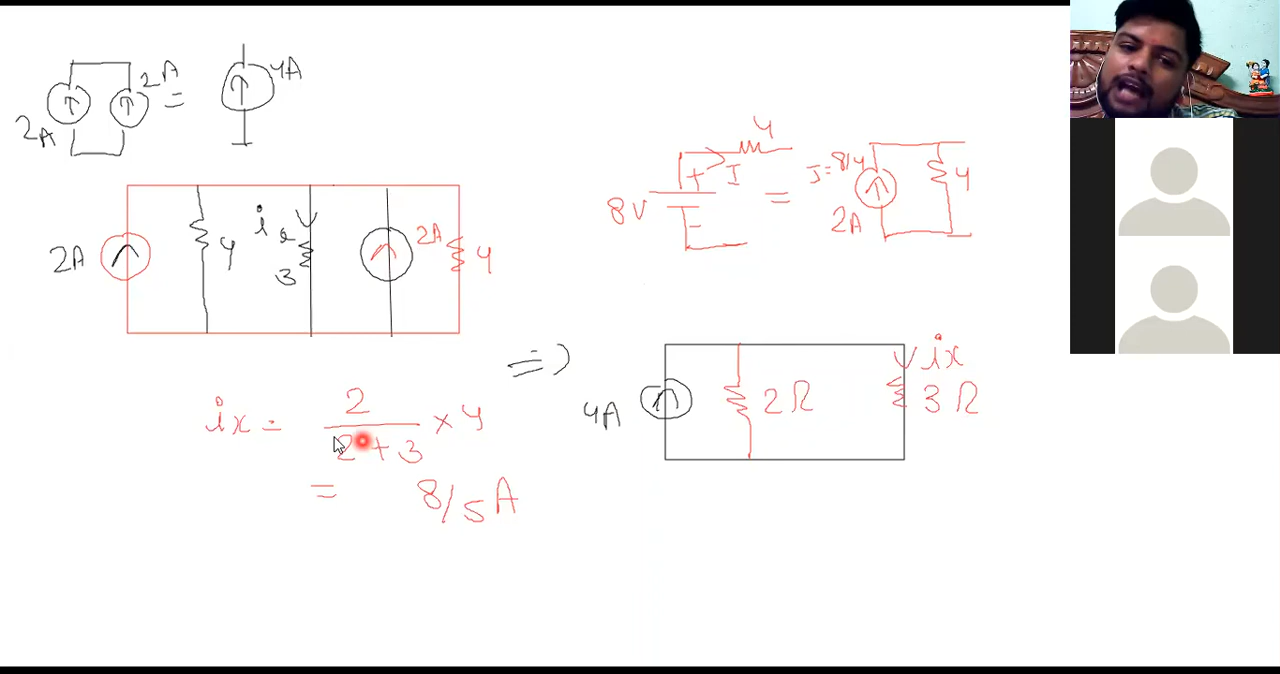 2A
2A
=
4A
2A
4
i
x
3
2A
4
8V
+
-
I
4
=
I=8/4
2A
4
=>
4A
2Ω
ix
3Ω
ix = 2/(2+3) × 4
= 8/5 A